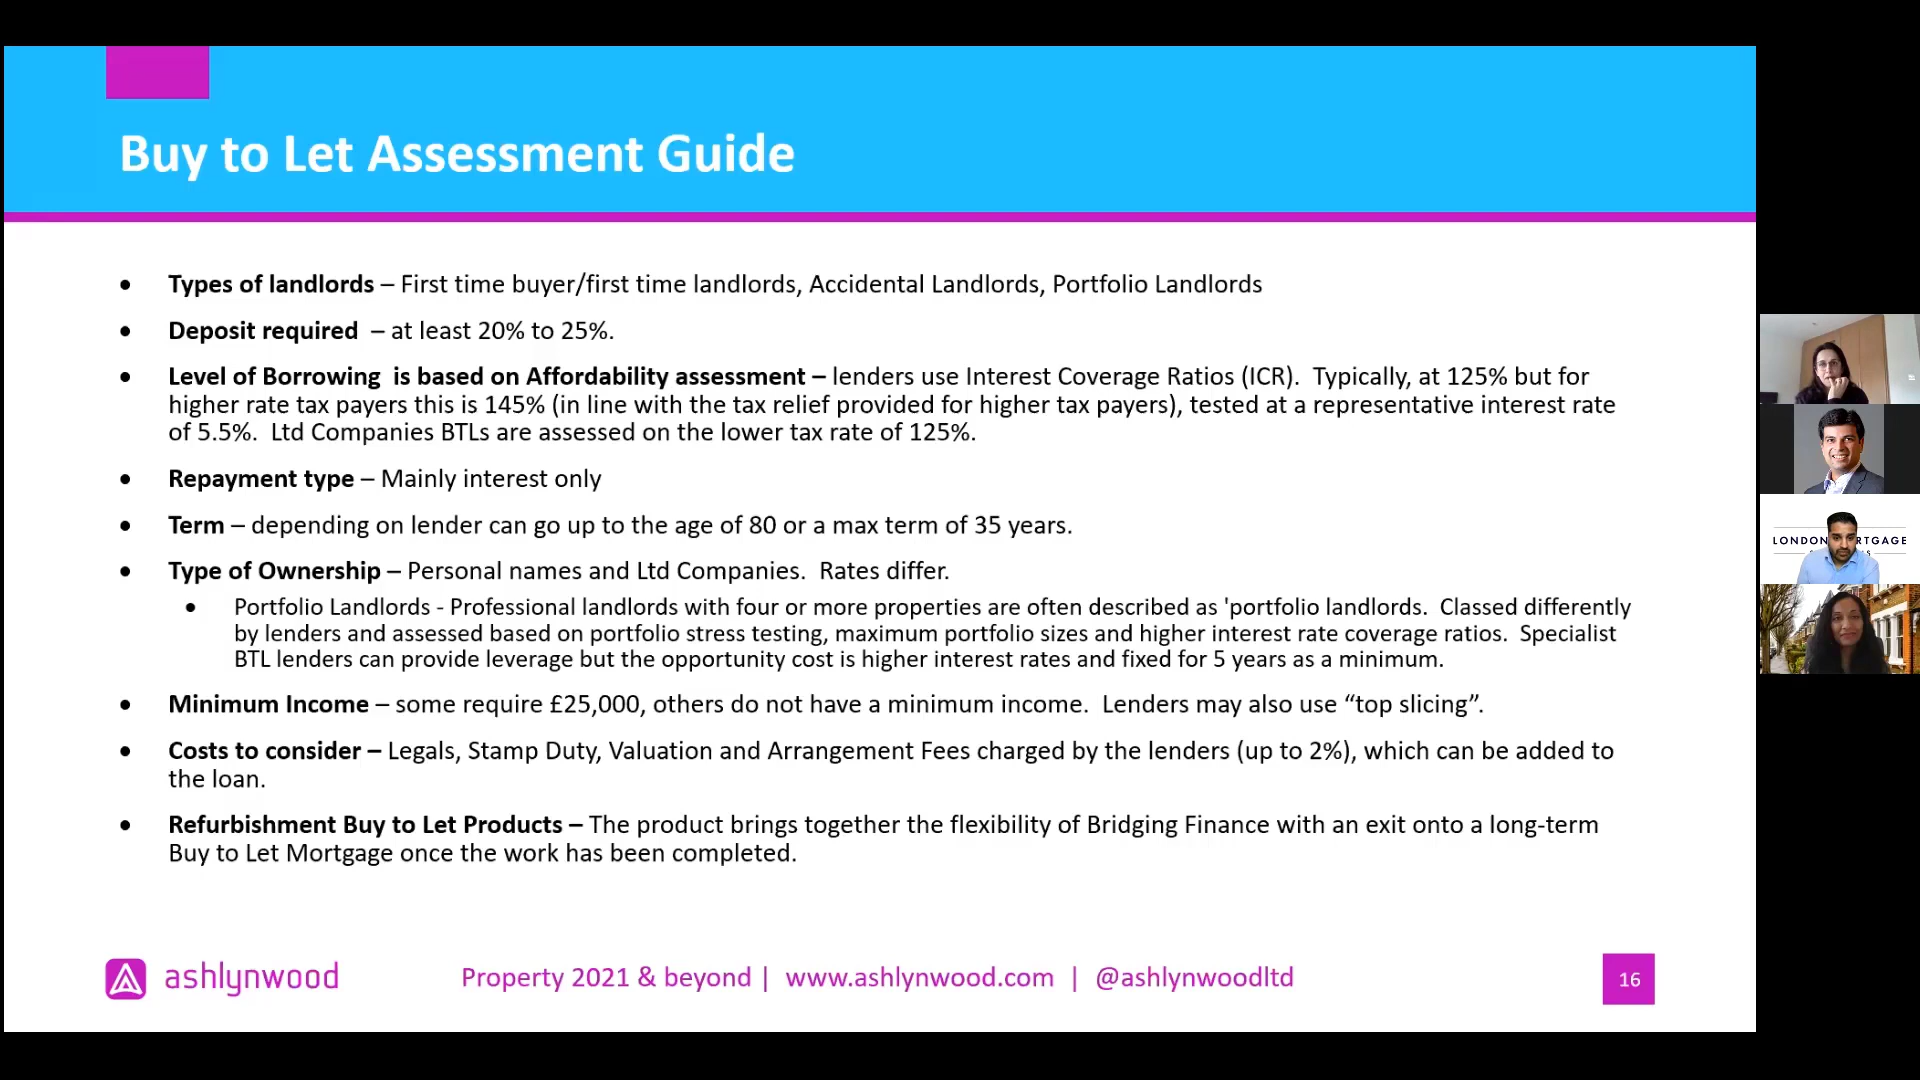 Buy to Let Assessment Guide
• Types of landlords – First time buyer/first time landlords, Accidental Landlords, Portfolio Landlords
• Deposit required  – at least 20% to 25%.
• Level of Borrowing  is based on Affordability assessment – lenders use Interest Coverage Ratios (ICR).  Typically, at 125% but for
higher rate tax payers this is 145% (in line with the tax relief provided for higher tax payers), tested at a representative interest rate
of 5.5%.  Ltd Companies BTLs are assessed on the lower tax rate of 125%.
• Repayment type – Mainly interest only
• Term – depending on lender can go up to the age of 80 or a max term of 35 years.
• Type of Ownership – Personal names and Ltd Companies.  Rates differ.
• Portfolio Landlords - Professional landlords with four or more properties are often described as 'portfolio landlords.  Classed differently
by lenders and assessed based on portfolio stress testing, maximum portfolio sizes and higher interest rate coverage ratios.  Specialist
BTL lenders can provide leverage but the opportunity cost is higher interest rates and fixed for 5 years as a minimum.
• Minimum Income – some require £25,000, others do not have a minimum income.  Lenders may also use “top slicing”.
• Costs to consider – Legals, Stamp Duty, Valuation and Arrangement Fees charged by the lenders (up to 2%), which can be added to
the loan.
• Refurbishment Buy to Let Products – The product brings together the flexibility of Bridging Finance with an exit onto a long-term
Buy to Let Mortgage once the work has been completed.
ashlynwood
Property 2021 & beyond |  www.ashlynwood.com  |  @ashlynwoodltd
16
LONDON